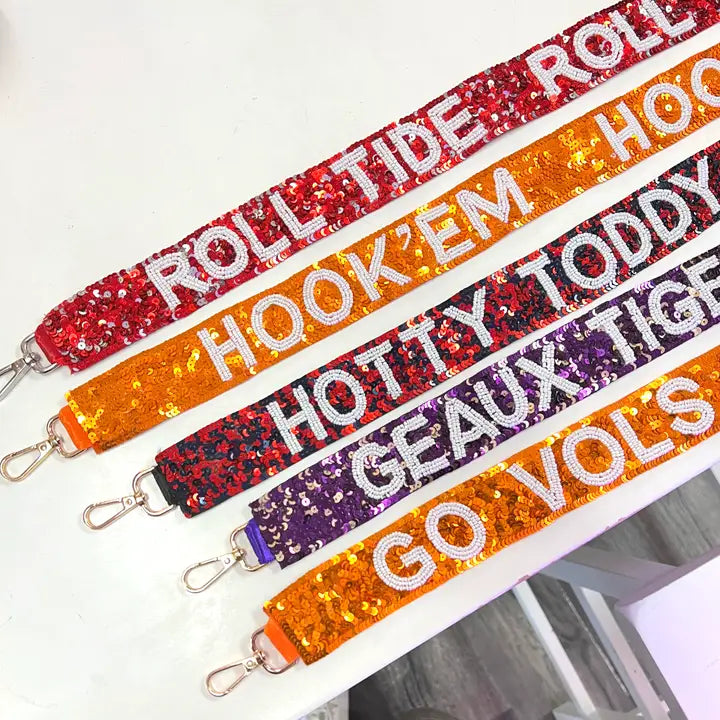 ROLL TIDE ROLL
HOOK'EM HOO
HOTTY TODDY
GEAUX TIGE
GO VOLS